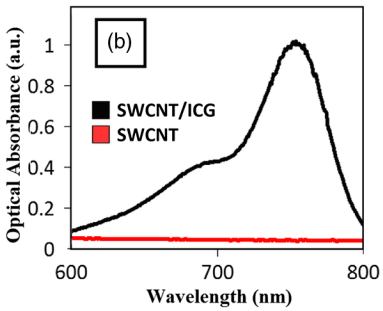 (b)
SWCNT/ICG
SWCNT
Optical Absorbance (a.u.)
1
0.8
0.6
0.4
0.2
0
600
700
800
Wavelength (nm)